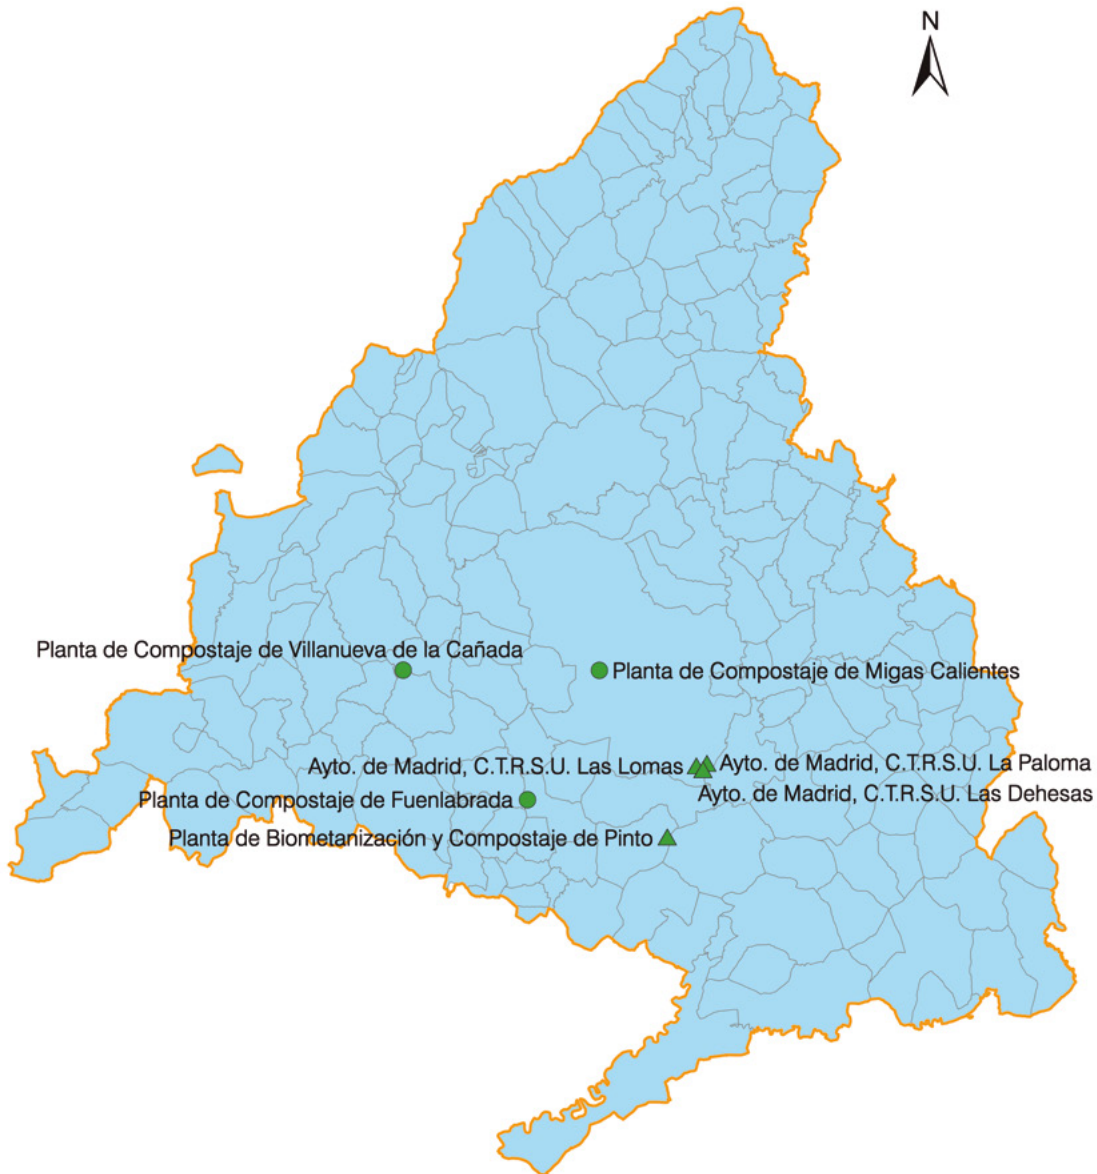 N
Planta de Compostaje de Villanueva de la Cañada
Planta de Compostaje de Migas Calientes
Ayto. de Madrid, C.T.R.S.U. Las Lomas
Ayto. de Madrid, C.T.R.S.U. La Paloma
Ayto. de Madrid, C.T.R.S.U. Las Dehesas
Planta de Compostaje de Fuenlabrada
Planta de Biometanización y Compostaje de Pinto